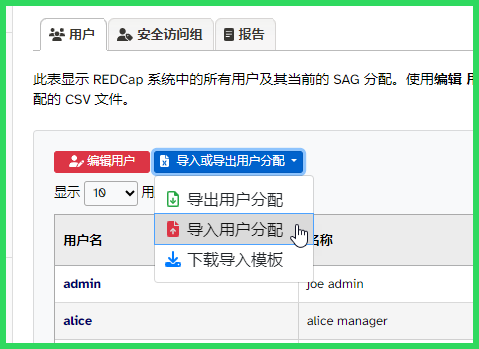 用户
安全访问组
报告
此表显示 REDCap 系统中的所有用户及其当前的 SAG 分配。使用编辑 用
配的 CSV 文件。
编辑用户
导入或导出用户分配
显示 10 用
导出用户分配
导入用户分配
下载导入模板
用户名
名称
admin
joe admin
alice
alice manager